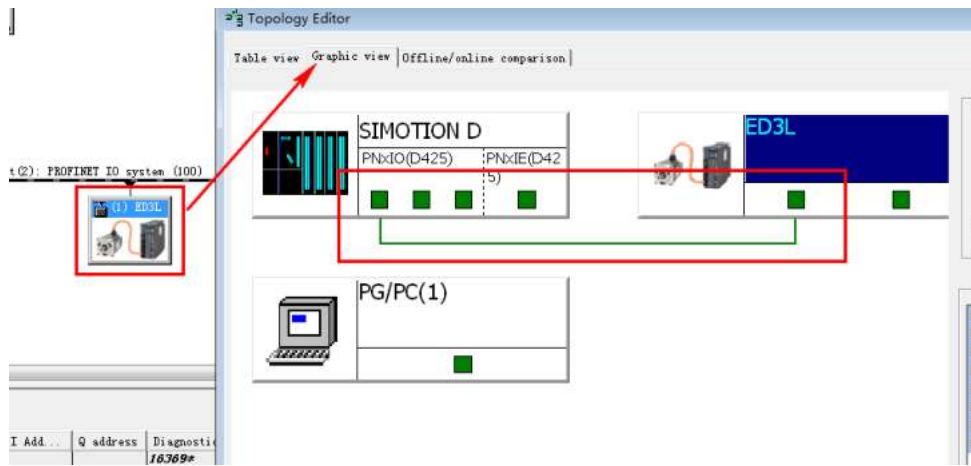 Topology Editor
Table view Graphic view Offline/online comparison
SIMOTION D
PNxIO(D425) PNxIE(D42
5)
ED3L
t(2): PROFINET IO system (100)
(1) ED3L
PG/PC(1)
I Add... Q address Diagnostic
16369*